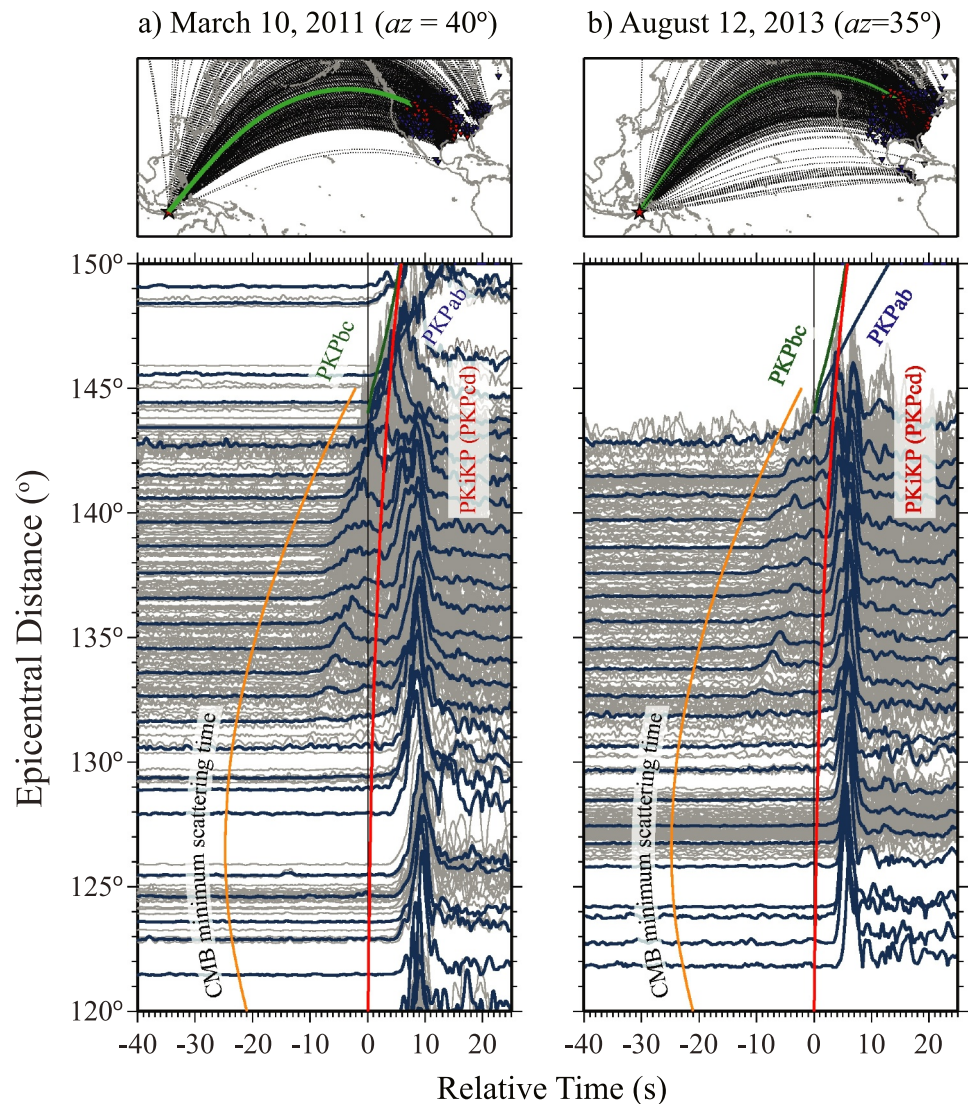 a) March 10, 2011 (az = 40°)
b) August 12, 2013 (az=35°)
Epicentral Distance (°)
150°
145°
140°
135°
130°
125°
120°
PKPbc
PKPab
PKiKP (PKPcd)
CMB minimum scattering time
PKPbc
PKPab
PKiKP (PKPcd)
CMB minimum scattering time
-40 -30 -20 -10 0 10 20
-40 -30 -20 -10 0 10 20
Relative Time (s)